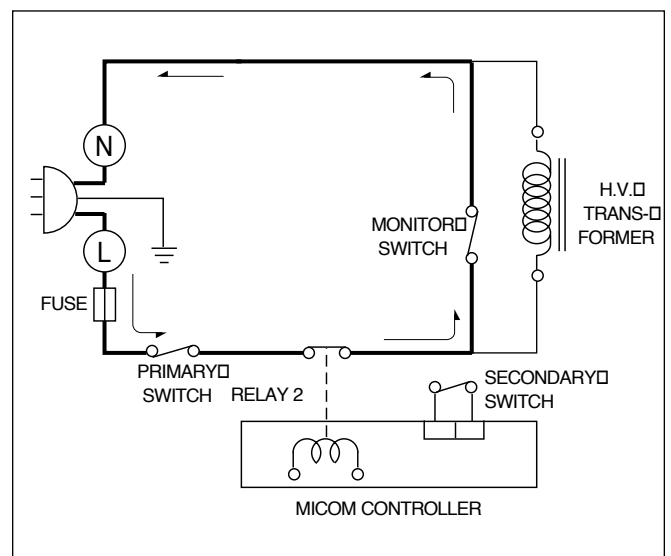 N
H.V.□
TRANS-□
FORMER
MONITOR□
SWITCH
L
FUSE
PRIMARY□
SWITCH
RELAY 2
SECONDARY□
SWITCH
MICOM CONTROLLER